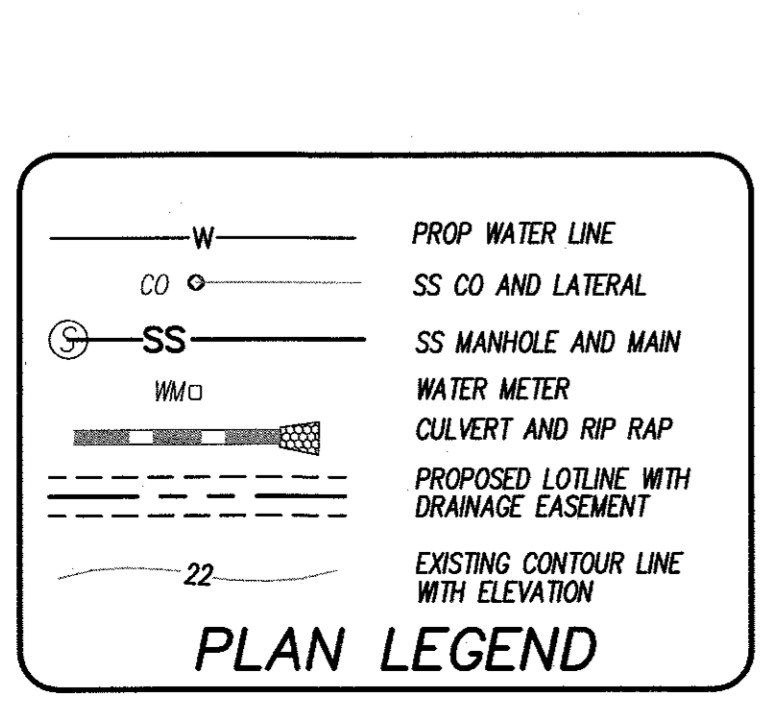 W PROP WATER LINE
CO SS CO AND LATERAL
S SS SS MANHOLE AND MAIN
WM WATER METER
CULVERT AND RIP RAP
PROPOSED LOTLINE WITH
DRAINAGE EASEMENT
22 EXISTING CONTOUR LINE
WITH ELEVATION
PLAN LEGEND